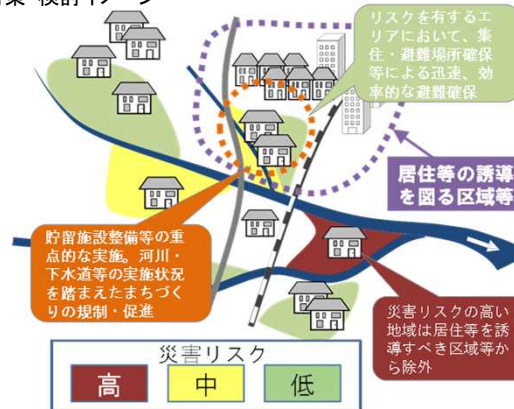 検討イメージ
リスクを有するエ
リアにおいて、集
住・避難場所確保
等による迅速、効
率的な避難確保
居住等の誘導
を図る区域等
貯留施設整備等の重
点的な実施。河川・
下水道等の実施状況
を踏まえたまちづく
りの規制・促進
災害リスクの高い
地域は居住等を誘
導すべき区域等か
ら除外
災害リスク
高
中
低